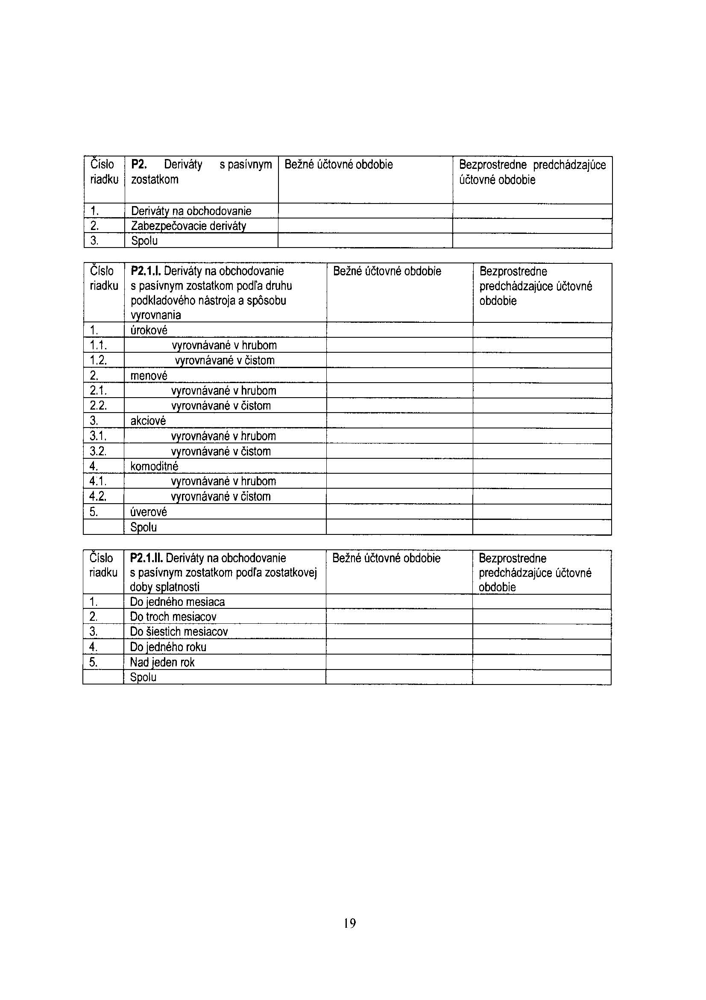 Číslo riadku P2. Deriváty s pasívnym zostatkom Bežné účtovné obdobie Bezprostredne predchádzajúce účtovné obdobie
1. Deriváty na obchodovanie
2. Zabezpečovacie deriváty
3. Spolu
Číslo riadku P2.1.I. Deriváty na obchodovanie s pasívnym zostatkom podľa druhu podkladového nástroja a spôsobu vyrovnania Bežné účtovné obdobie Bezprostredne predchádzajúce účtovné obdobie
1. úrokové
1.1. vyrovnávané v hrubom
1.2. vyrovnávané v čistom
2. menové
2.1. vyrovnávané v hrubom
2.2. vyrovnávané v čistom
3. akciové
3.1. vyrovnávané v hrubom
3.2. vyrovnávané v čistom
4. komoditné
4.1. vyrovnávané v hrubom
4.2. vyrovnávané v čistom
5. úverové
Spolu
Číslo riadku P2.1.II. Deriváty na obchodovanie s pasívnym zostatkom podľa zostatkovej doby splatnosti Bežné účtovné obdobie Bezprostredne predchádzajúce účtovné obdobie
1. Do jedného mesiaca
2. Do troch mesiacov
3. Do šiestich mesiacov
4. Do jedného roku
5. Nad jeden rok
Spolu
19